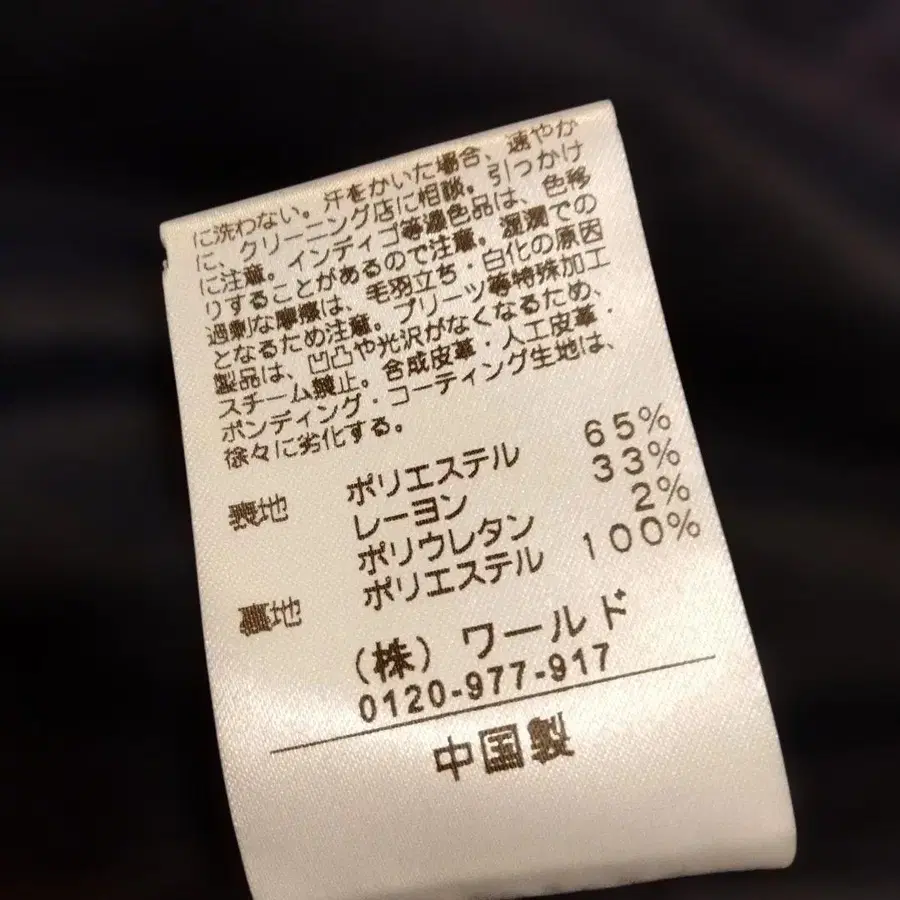 に洗わない。汗をかいた場合、速やか
に、クリーニング店に相談。引っかけ
に注意。インディゴ等濃色品は、色移
りすることがあるので注意。湿潤での
過剰な摩擦は、毛羽立ち・白化の原因
となるため注意。プリーツ等特殊加工
製品は、凹凸や光沢がなくなるため、
スチーム禁止。合成皮革・人工皮革・
ボンディング・コーティング生地は、
徐々に劣化する。
表地 ポリエステル 65%
レーヨン 33%
ポリウレタン 2%
裏地 ポリエステル 100%
(株) ワールド
0120-977-917
中国製